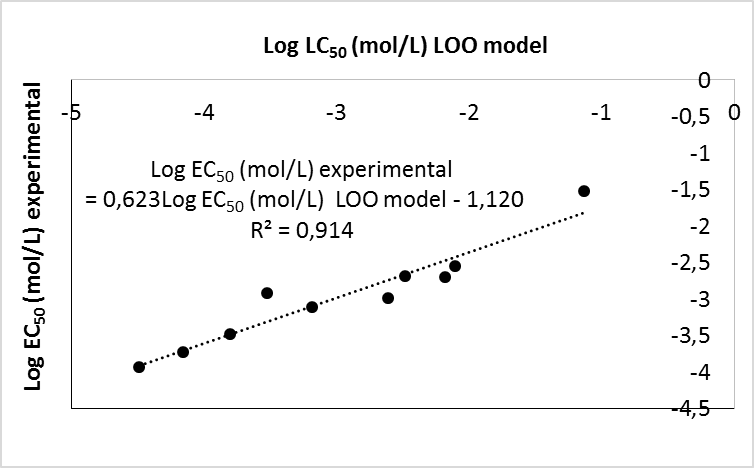 Log LC50 (mol/L) LOO model
Log EC50 (mol/L) experimental
-5 -4 -3 -2 -1 0
0
-0,5
-1
-1,5
-2
-2,5
-3
-3,5
-4
-4,5
Log EC50 (mol/L) experimental
= 0,623Log EC50 (mol/L) LOO model - 1,120
R² = 0,914